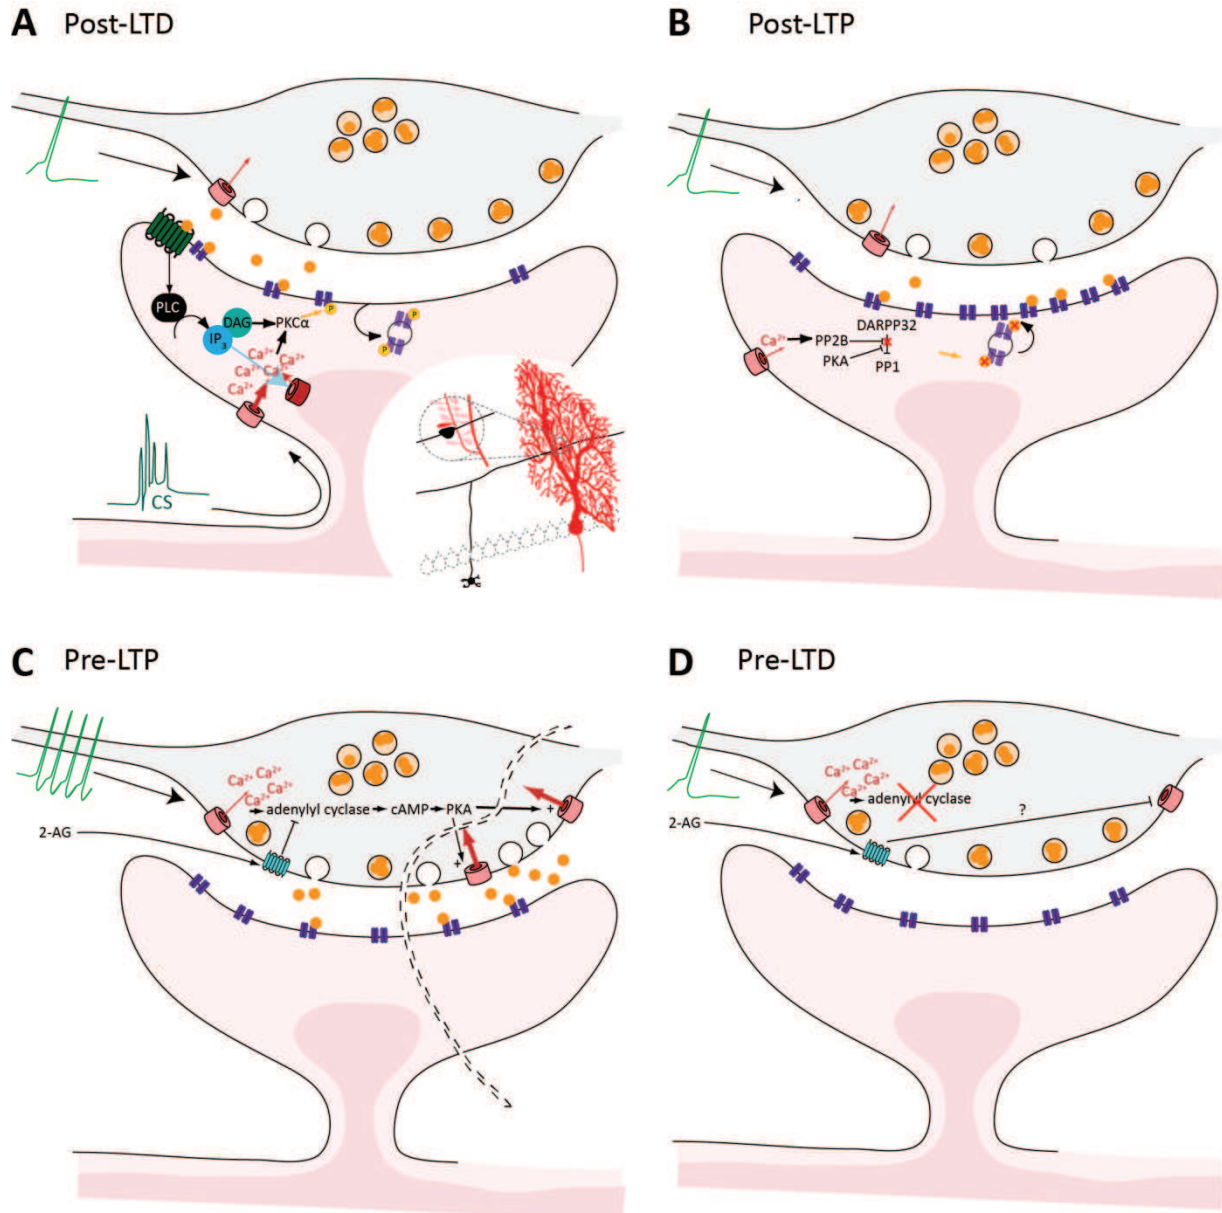 A Post-LTD
B Post-LTP
PLC
DAG
PKCα
IP3
Ca2+
Ca2+
Ca2+
Ca2+
Ca2+
Ca2+
P
P
P
CS
DARPP32
Ca2+ PP2B
PKA
PP1
C Pre-LTP
D Pre-LTD
Ca2+ Ca2+
Ca2+
Ca2+
adenylyl cyclase cAMP PKA +
+
2-AG
Ca2+ Ca2+
Ca2+
Ca2+
adenylyl cyclase
?
2-AG